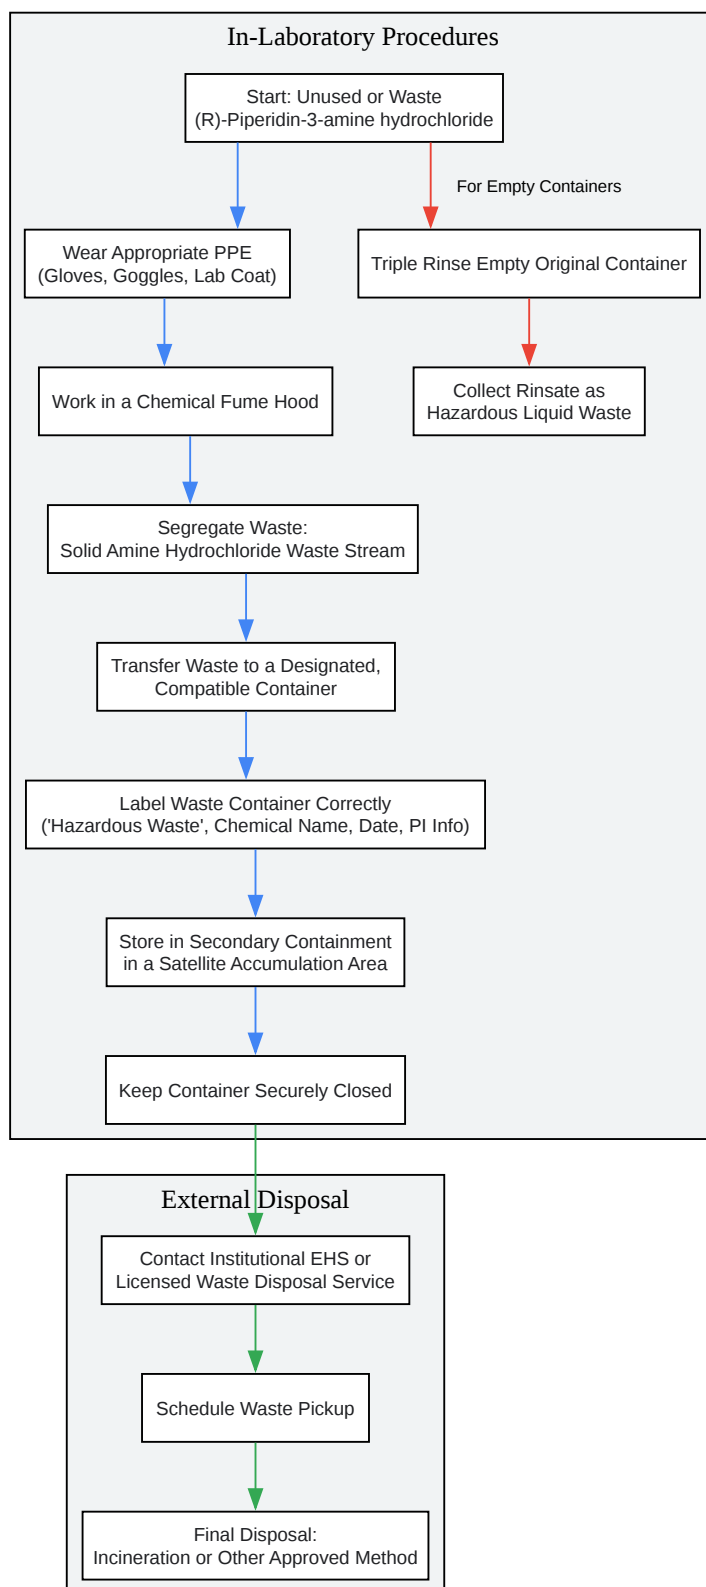 In-Laboratory Procedures
Start: Unused or Waste
(R)-Piperidin-3-amine hydrochloride
For Empty Containers
Wear Appropriate PPE
(Gloves, Goggles, Lab Coat)
Triple Rinse Empty Original Container
Work in a Chemical Fume Hood
Collect Rinsate as
Hazardous Liquid Waste
Segregate Waste:
Solid Amine Hydrochloride Waste Stream
Transfer Waste to a Designated,
Compatible Container
Label Waste Container Correctly
('Hazardous Waste', Chemical Name, Date, PI Info)
Store in Secondary Containment
in a Satellite Accumulation Area
Keep Container Securely Closed
External Disposal
Contact Institutional EHS or
Licensed Waste Disposal Service
Schedule Waste Pickup
Final Disposal:
Incineration or Other Approved Method